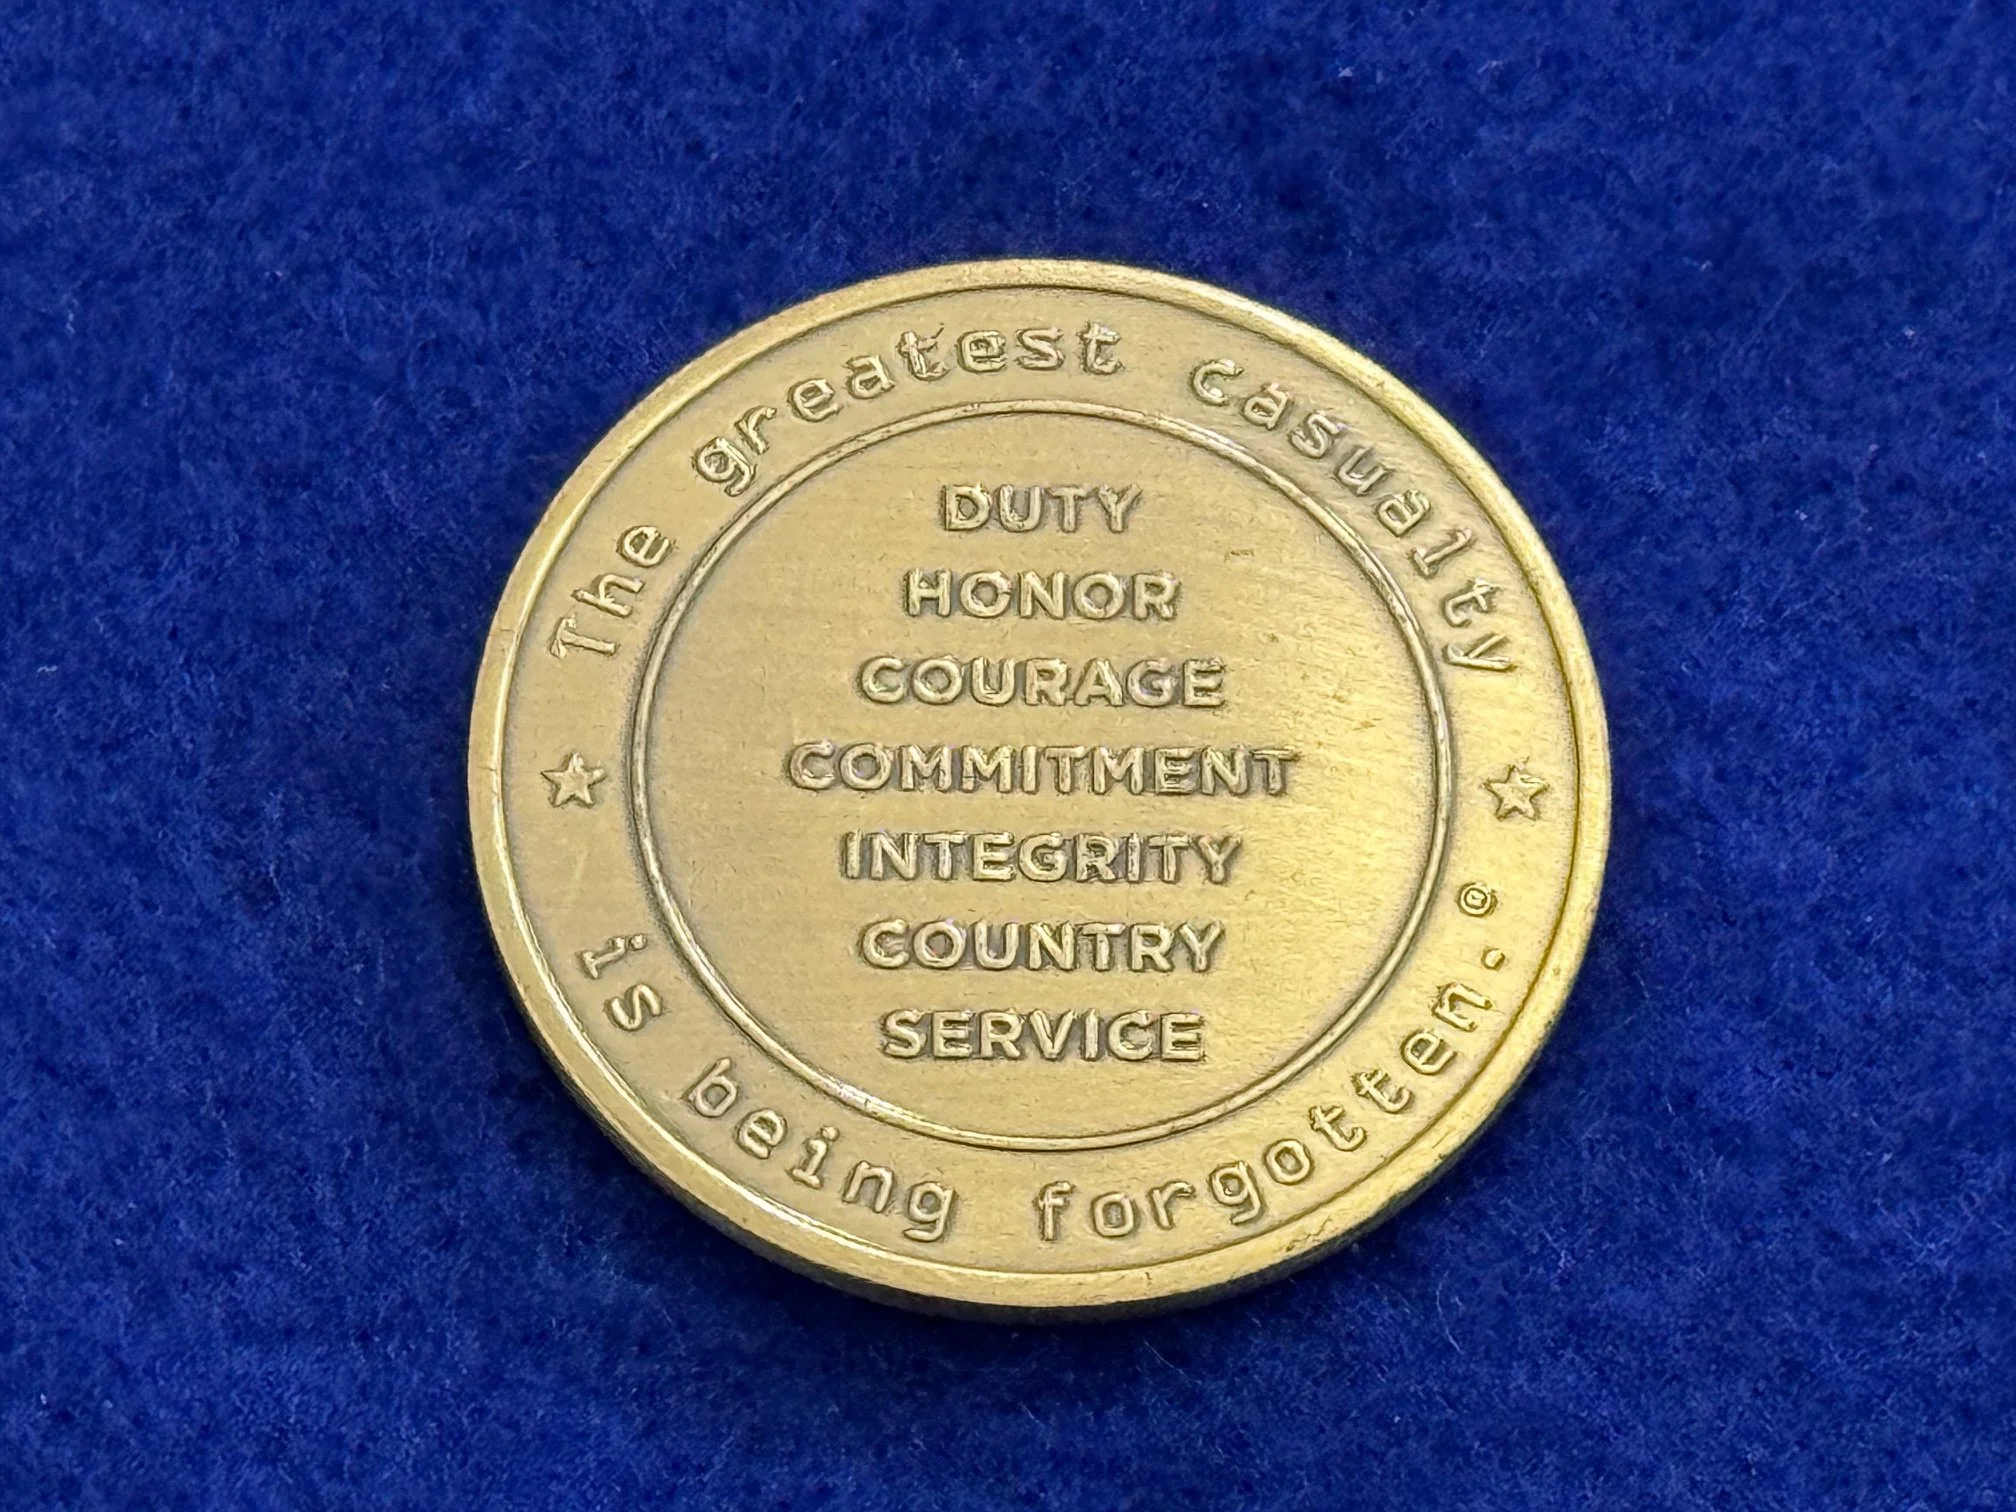 The greatest casualty
DUTY
HONOR
COURAGE
COMMITMENT
INTEGRITY
COUNTRY
SERVICE
is being forgotten.®